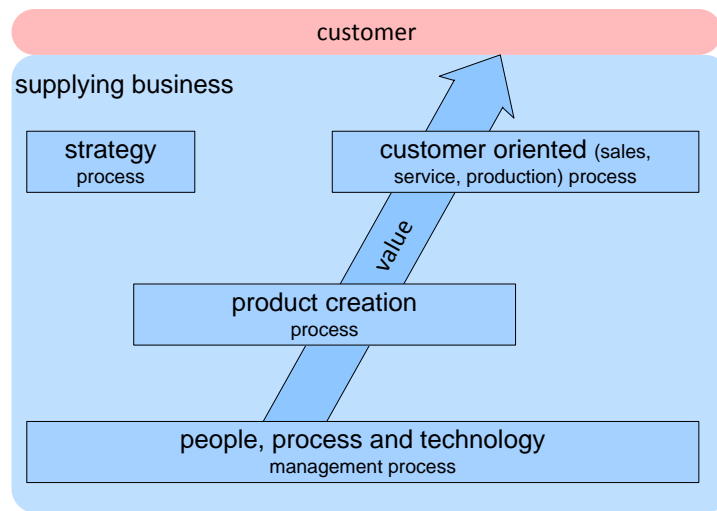 customer
supplying business
strategy
process
customer oriented (sales,
service, production) process
value
product creation
process
people, process and technology
management process